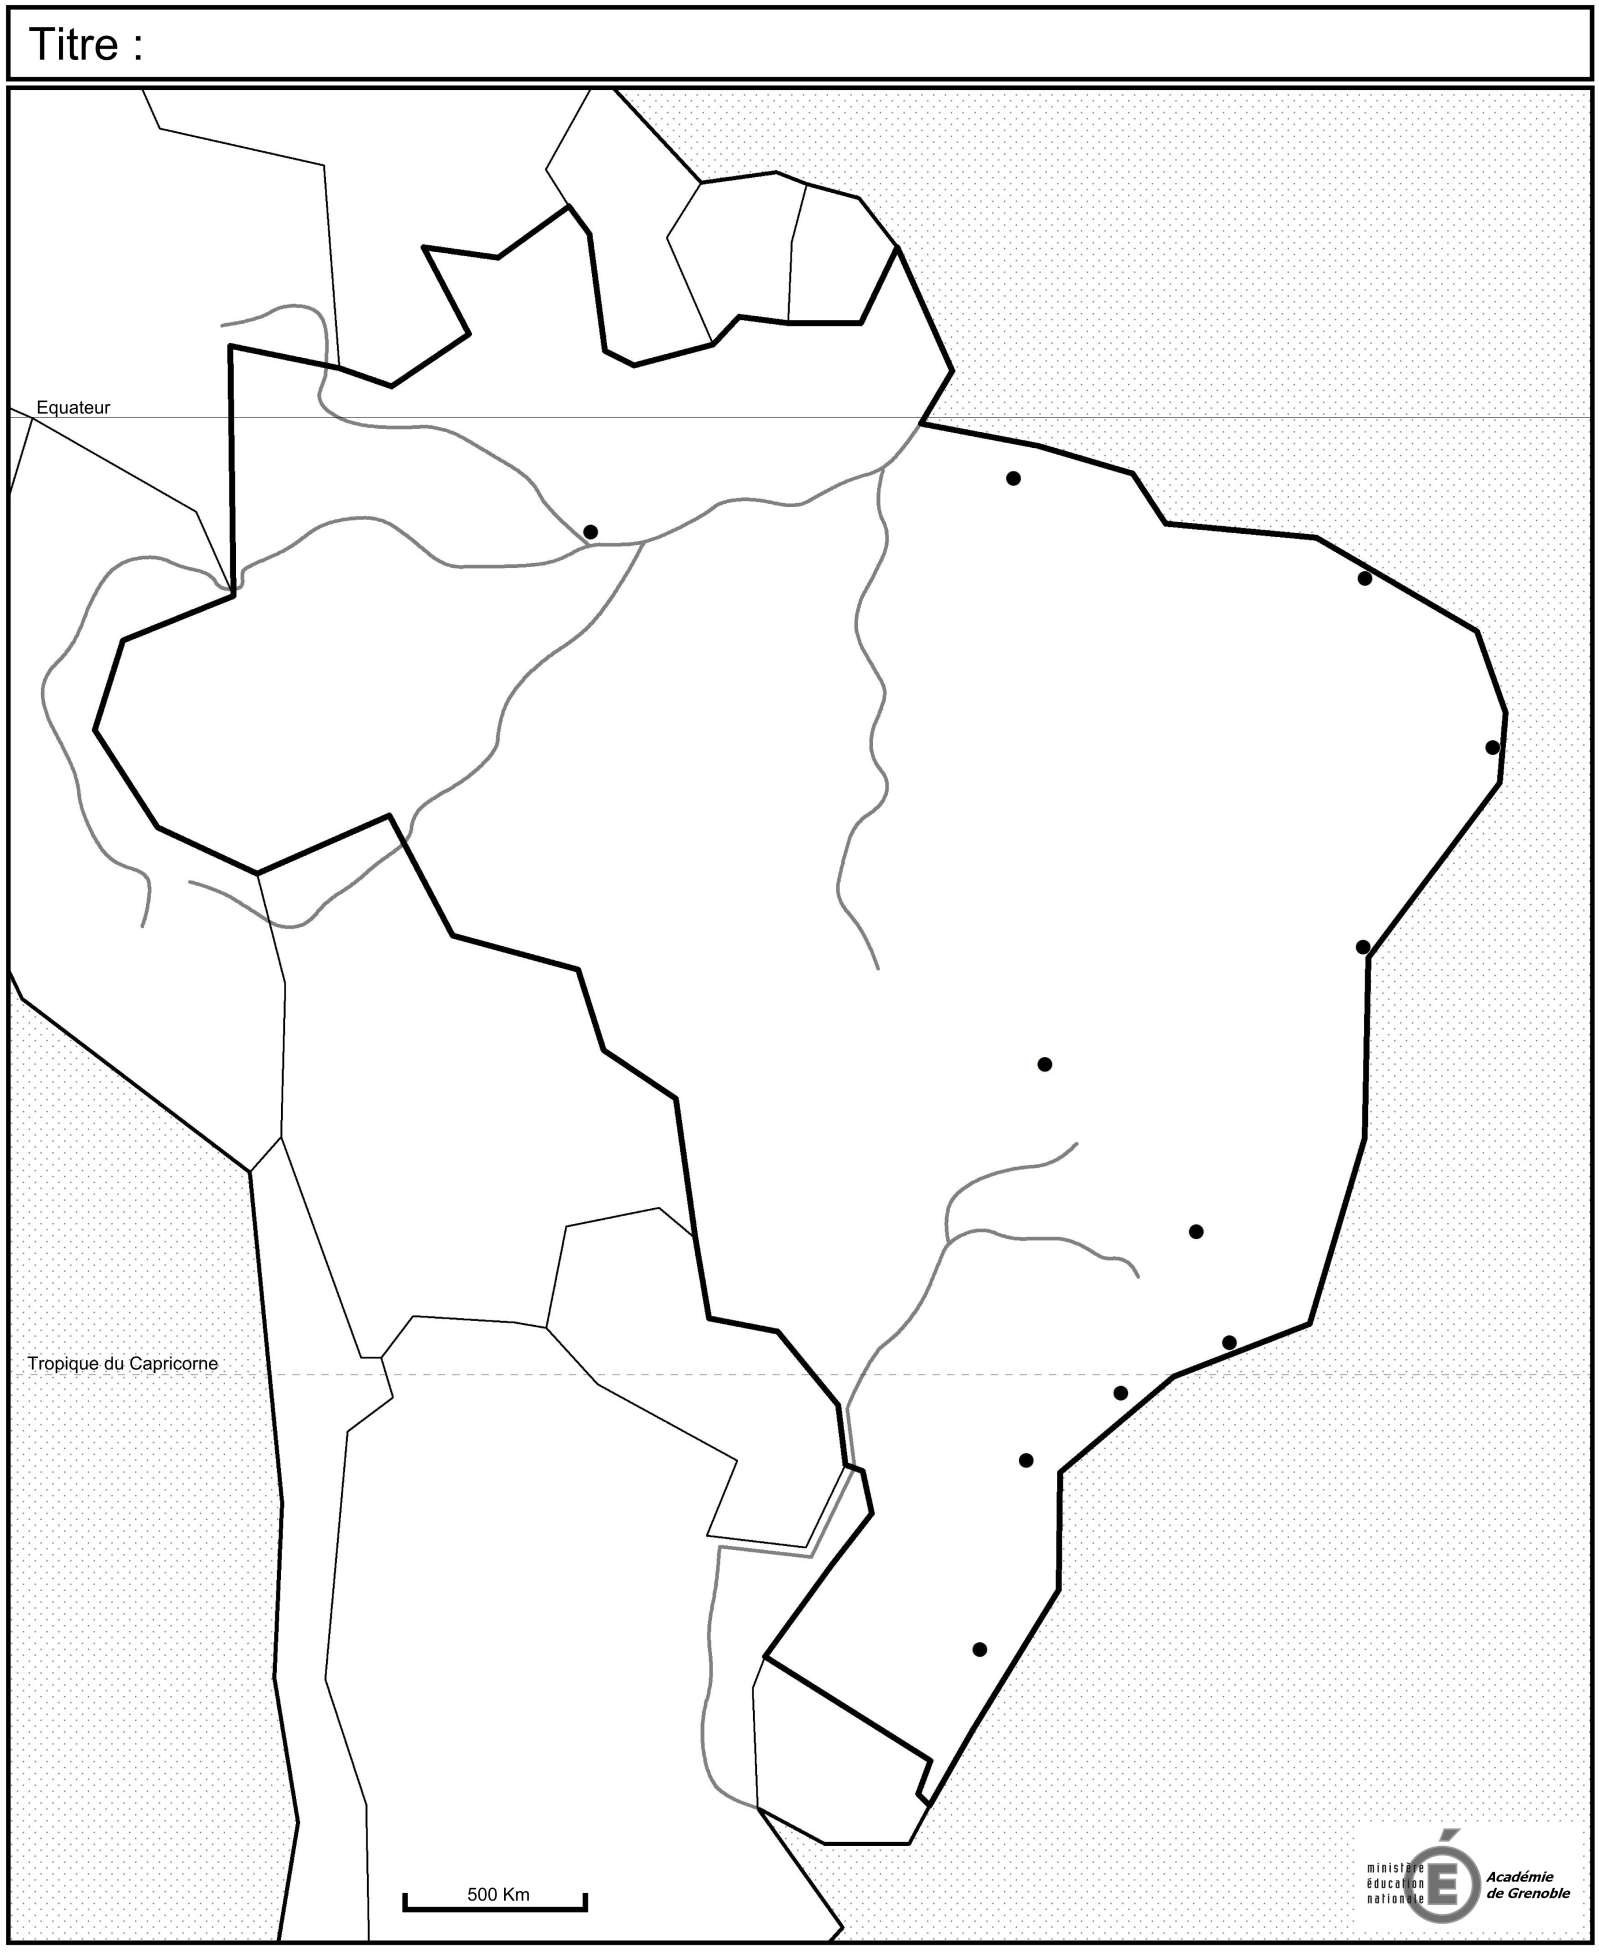 Titre :
Equateur
Tropique du Capricorne
500 Km
ministère
éducation
nationale
É
Académie
de Grenoble